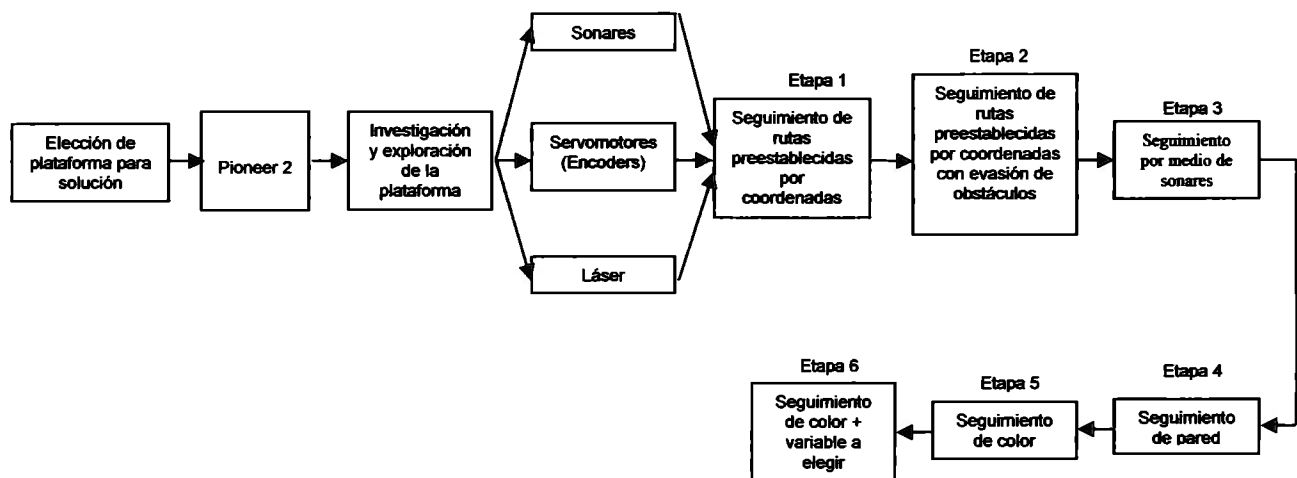 Elección de
plataforma para
solución
Pioneer 2
Investigación
y exploración
de la
plataforma
Sonares
Servomotores
(Encoders)
Láser
Etapa 1
Seguimiento de
rutas
preestablecidas
por
coordenadas
Etapa 2
Seguimiento de
rutas
preestablecidas
por coordenadas
con evasión de
obstáculos
Etapa 3
Seguimiento
por medio de
sonares
Etapa 4
Seguimiento
de pared
Etapa 5
Seguimiento
de color
Etapa 6
Seguimiento
de color +
variable a
elegir